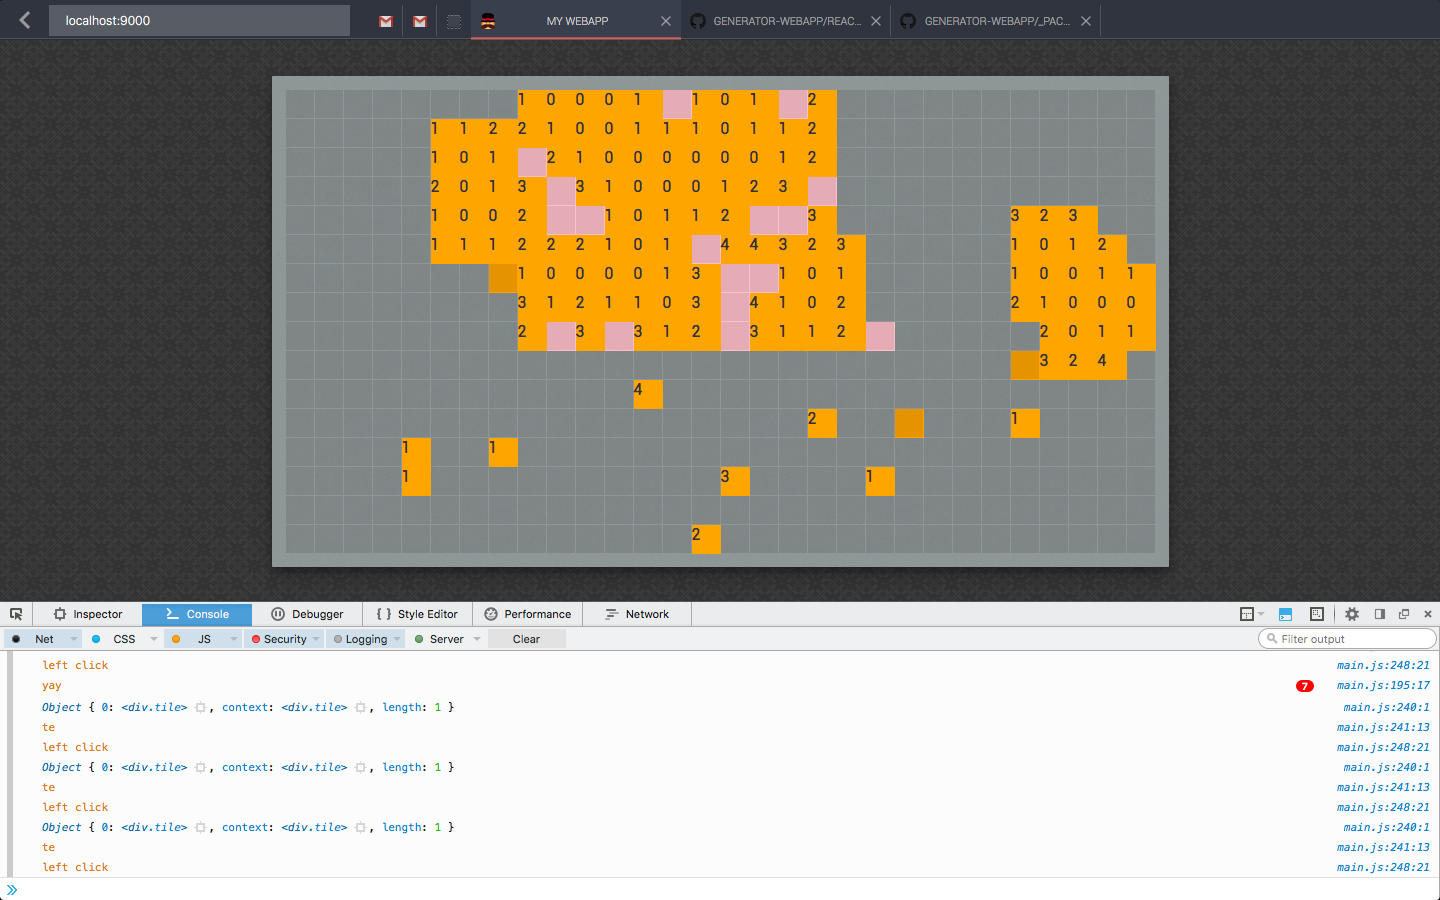 localhost:9000
MY WEBAPP
GENERATOR-WEBAPP/REAC...
GENERATOR-WEBAPP/_PAC...
1 0 0 0 1 1 0 1 2
1 1 2 2 1 0 0 1 1 1 0 1 1 2
1 0 1 2 1 0 0 0 0 0 0 1 2
2 0 1 3 3 1 0 0 0 1 2 3
1 0 0 2 1 0 1 1 2 3 3 2 3
1 1 1 2 2 2 1 0 1 4 4 3 2 3 1 0 1 2
1 0 0 0 0 1 3 1 0 1 1 0 0 1 1
3 1 2 1 1 0 3 4 1 0 2 2 1 0 0 0
2 3 3 1 2 3 1 1 2 2 0 1 1
3 2 4
4
2 1
1 1
1 3 1
2
Inspector Console Debugger { } Style Editor Performance Network
Net CSS JS Security Logging Server Clear Filter output
left click main.js:248:21
yay 7 main.js:195:17
Object { 0: <div.tile> , context: <div.tile> , length: 1 } main.js:240:1
te main.js:241:13
left click main.js:248:21
Object { 0: <div.tile> , context: <div.tile> , length: 1 } main.js:240:1
te main.js:241:13
left click main.js:248:21
Object { 0: <div.tile> , context: <div.tile> , length: 1 } main.js:240:1
te main.js:241:13
left click main.js:248:21
»